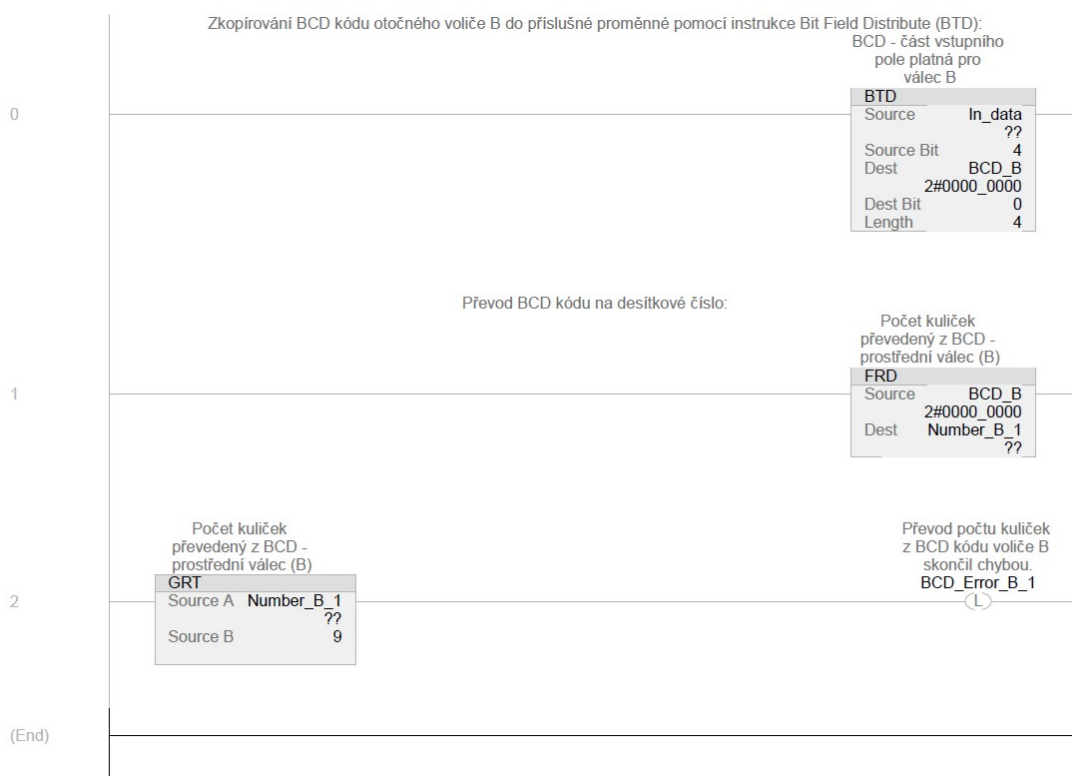 Zkopírování BCD kódu otočného voliče B do příslušné proměnné pomocí instrukce Bit Field Distribute (BTD):
BCD - část vstupního
pole platná pro
válec B
0
BTD
Source In_data
??
Source Bit 4
Dest BCD_B
2#0000_0000
Dest Bit 0
Length 4
Převod BCD kódu na desítkové číslo:
Počet kuliček
převedený z BCD -
prostřední válec (B)
1
FRD
Source BCD_B
2#0000_0000
Dest Number_B_1
??
Počet kuliček
převedený z BCD -
prostřední válec (B)
2
GRT
Source A Number_B_1
??
Source B 9
Převod počtu kuliček
z BCD kódu voliče B
skončil chybou.
BCD_Error_B_1
L
(End)